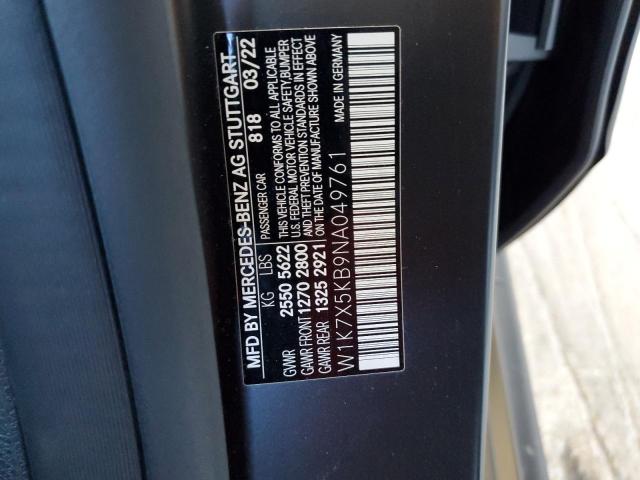 MFD BY MERCEDES-BENZ AG STUTTGART
818 03/22
KG LBS PASSENGER CAR
GVWR 2550 5622 THIS VEHICLE CONFORMS TO ALL APPLICABLE
GAWR FRONT 1270 2800 U.S. FEDERAL MOTOR VEHICLE SAFETY,BUMPER
GAWR REAR 1325 2921 AND THEFT PREVENTION STANDARDS IN EFFECT
ON THE DATE OF MANUFACTURE SHOWN ABOVE
W1K7X5KB9NA049761 MADE IN GERMANY